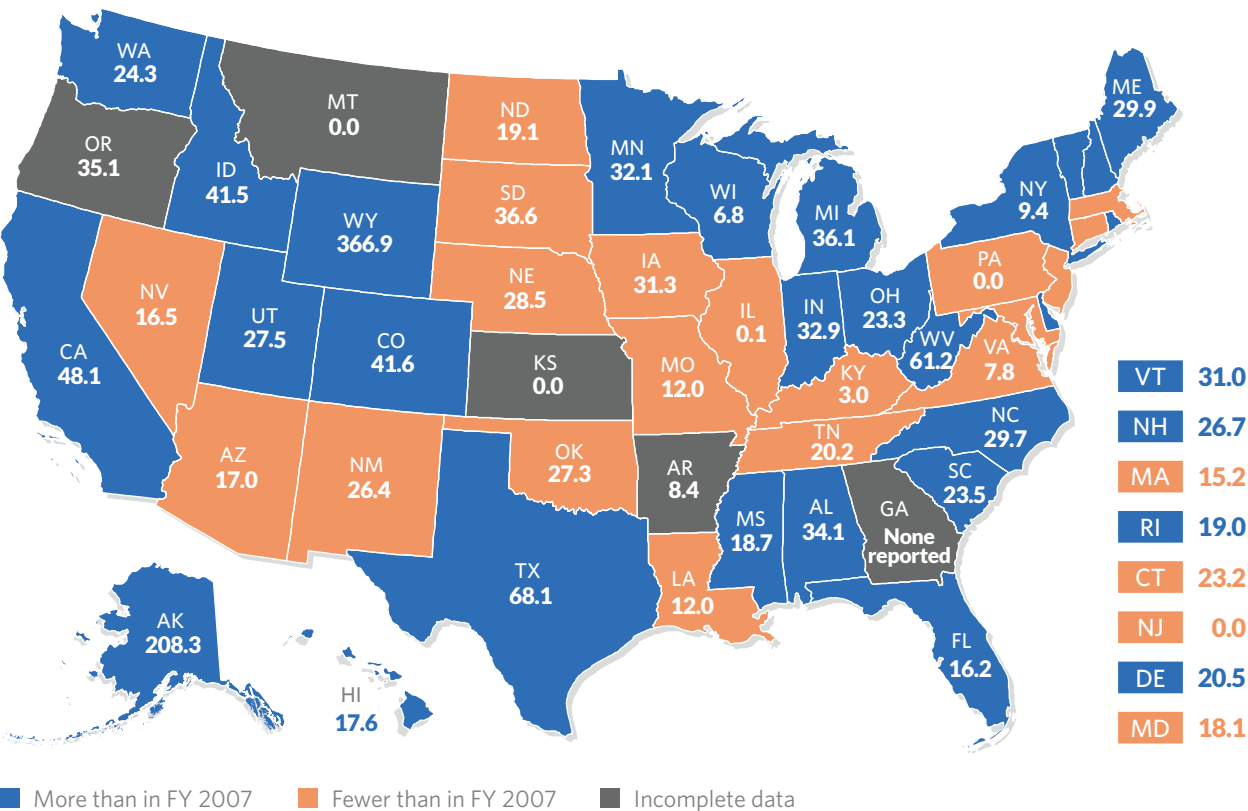 WA
24.3
MT
0.0
ND
19.1
MN
32.1
ME
29.9
OR
35.1
ID
41.5
WY
366.9
SD
36.6
WI
6.8
MI
36.1
NY
9.4
NV
16.5
UT
27.5
CO
41.6
NE
28.5
IA
31.3
IL
0.1
IN
32.9
OH
23.3
PA
0.0
CA
48.1
KS
0.0
MO
12.0
KY
3.0
WV
61.2
VA
7.8
AZ
17.0
NM
26.4
OK
27.3
AR
8.4
TN
20.2
NC
29.7
SC
23.5
TX
68.1
LA
12.0
MS
18.7
AL
34.1
GA
None
reported
FL
16.2
AK
208.3
HI
17.6
VT 31.0
NH 26.7
MA 15.2
RI 19.0
CT 23.2
NJ 0.0
DE 20.5
MD 18.1
More than in FY 2007 Fewer than in FY 2007 Incomplete data